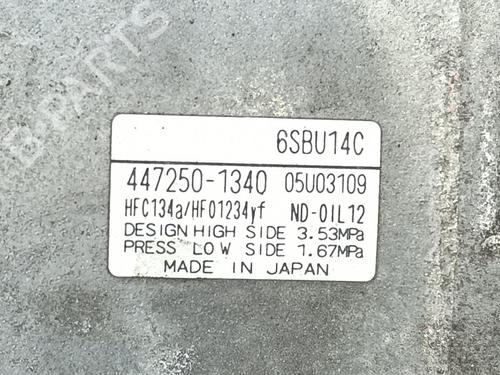 B-PARTS
6SBU14C
447250-1340 05U03109
HFC134a/HFO1234yf ND-OIL12
DESIGN HIGH SIDE 3.53MPa
PRESS LOW SIDE 1.67MPa
MADE IN JAPAN